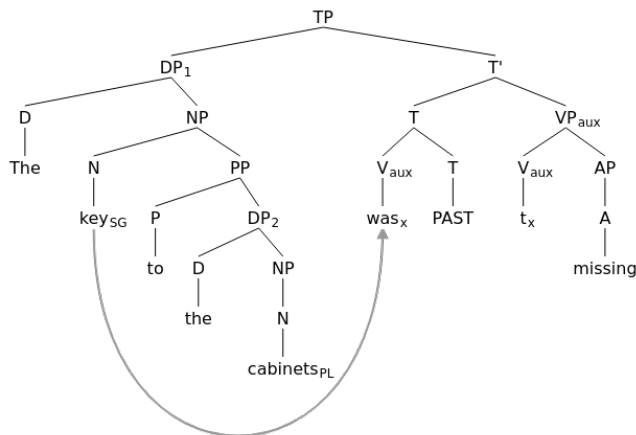 TP
DP₁ T'
D NP T VPaux
The N PP Vaux T Vaux AP
keySG P DP₂ wasx PAST tx A
to D NP missing
the N
cabinetsPL